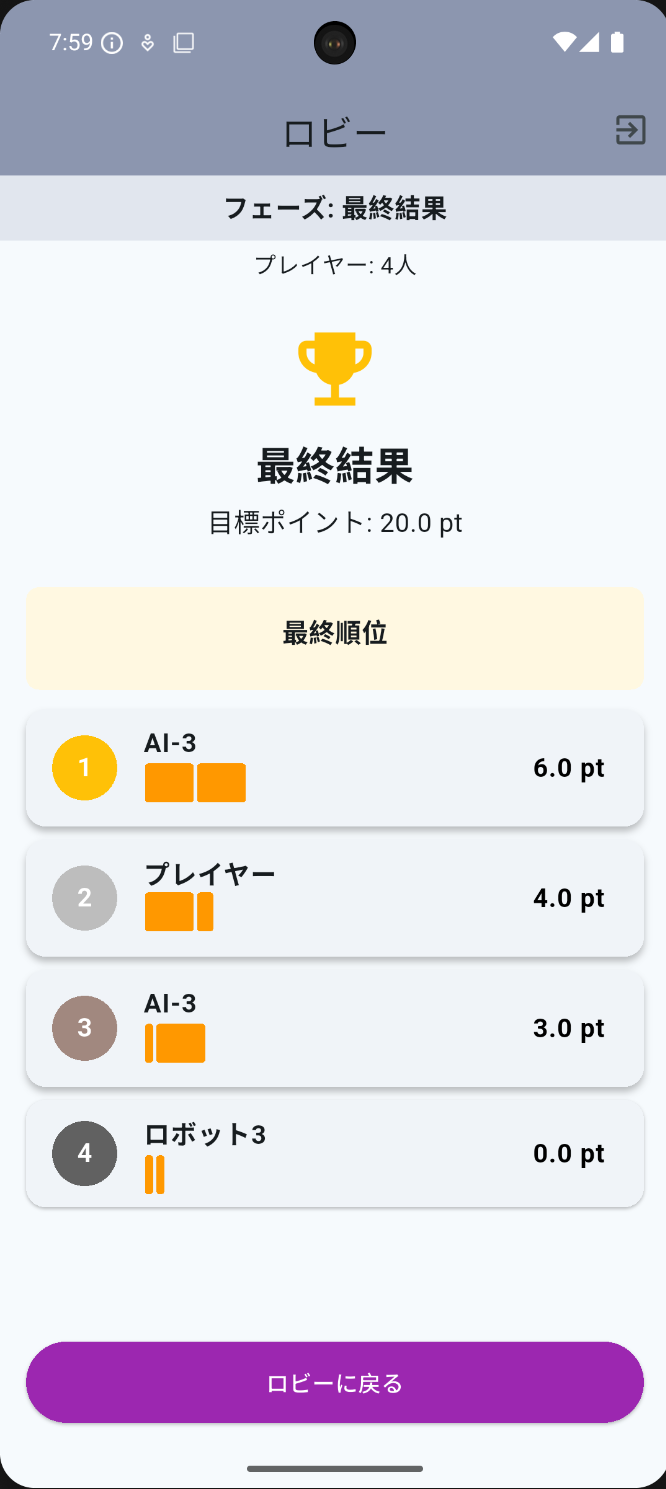 7:59
ロビー
フェーズ: 最終結果
プレイヤー: 4人
最終結果
目標ポイント: 20.0 pt
最終順位
1
AI-3
6.0 pt
2
プレイヤー
4.0 pt
3
AI-3
3.0 pt
4
ロボット3
0.0 pt
ロビーに戻る